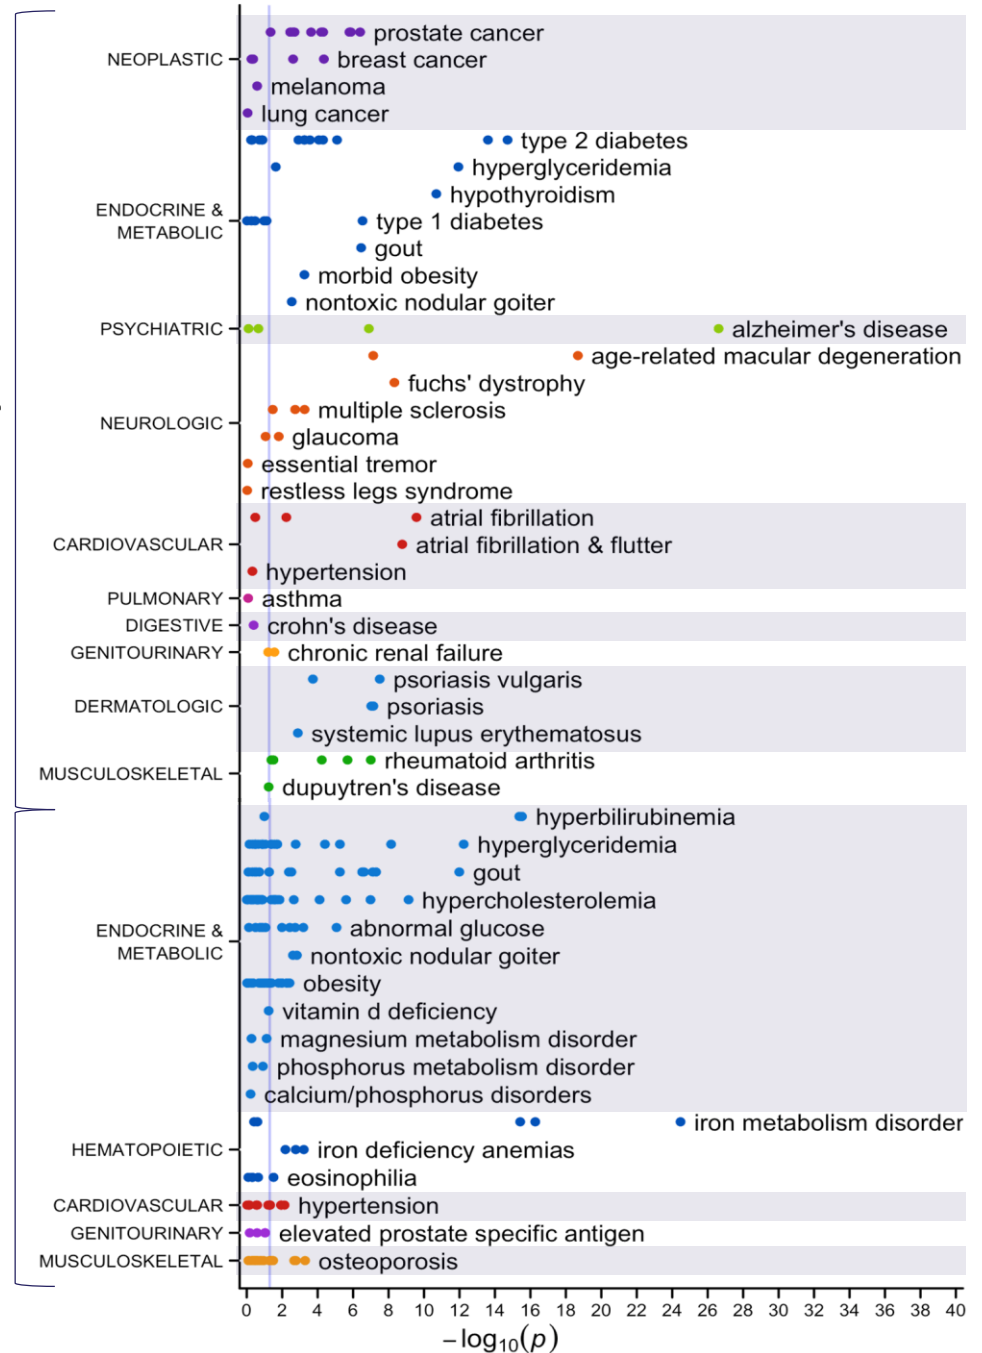 prostate cancer
NEOPLASTIC
breast cancer
melanoma
lung cancer
type 2 diabetes
hyperglyceridemia
hypothyroidism
ENDOCRINE &
METABOLIC
type 1 diabetes
gout
morbid obesity
nontoxic nodular goiter
PSYCHIATRIC
alzheimer's disease
age-related macular degeneration
fuchs' dystrophy
multiple sclerosis
NEUROLOGIC
glaucoma
essential tremor
restless legs syndrome
atrial fibrillation
CARDIOVASCULAR
atrial fibrillation & flutter
hypertension
PULMONARY
asthma
DIGESTIVE
crohn's disease
GENITOURINARY
chronic renal failure
psoriasis vulgaris
DERMATOLOGIC
psoriasis
systemic lupus erythematosus
rheumatoid arthritis
MUSCULOSKELETAL
dupuytren's disease
hyperbilirubinemia
hyperglyceridemia
gout
hypercholesterolemia
abnormal glucose
ENDOCRINE &
METABOLIC
nontoxic nodular goiter
obesity
vitamin d deficiency
magnesium metabolism disorder
phosphorus metabolism disorder
calcium/phosphorus disorders
iron metabolism disorder
HEMATOPOIETIC
iron deficiency anemias
eosinophilia
CARDIOVASCULAR
hypertension
GENITOURINARY
elevated prostate specific antigen
MUSCULOSKELETAL
osteoporosis
0 2 4 6 8 10 12 14 16 18 20 22 24 26 28 30 32 34 36 38 40
−log₁₀(p)